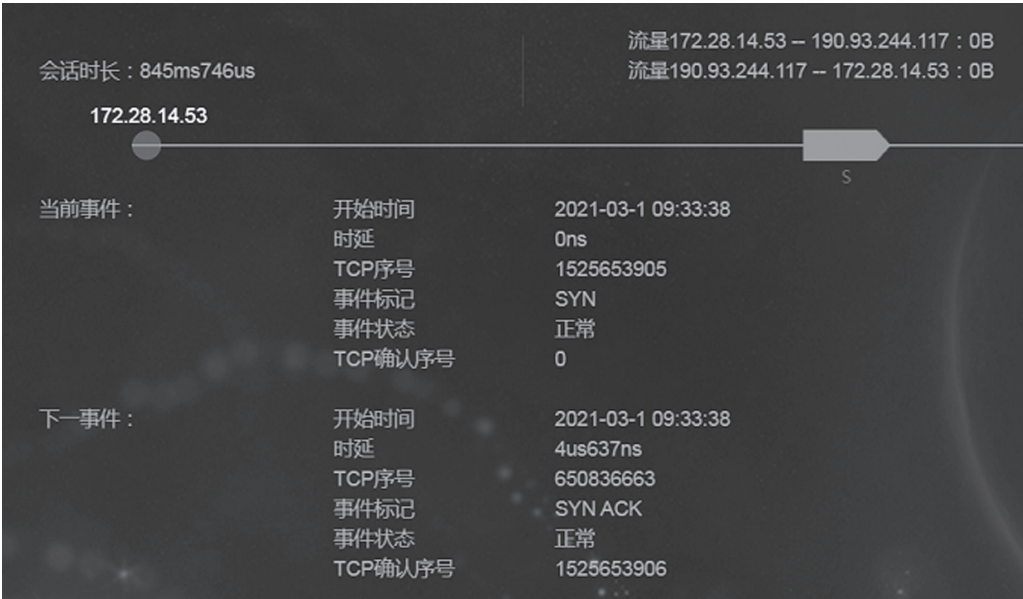 流量172.28.14.53 -- 190.93.244.117：0B
会话时长：845ms746us
流量190.93.244.117 -- 172.28.14.53：0B
172.28.14.53
S
当前事件： 开始时间 2021-03-1 09:33:38
时延 0ns
TCP序号 1525653905
事件标记 SYN
事件状态 正常
TCP确认序号 0
下一事件： 开始时间 2021-03-1 09:33:38
时延 4us637ns
TCP序号 650836663
事件标记 SYN ACK
事件状态 正常
TCP确认序号 1525653906